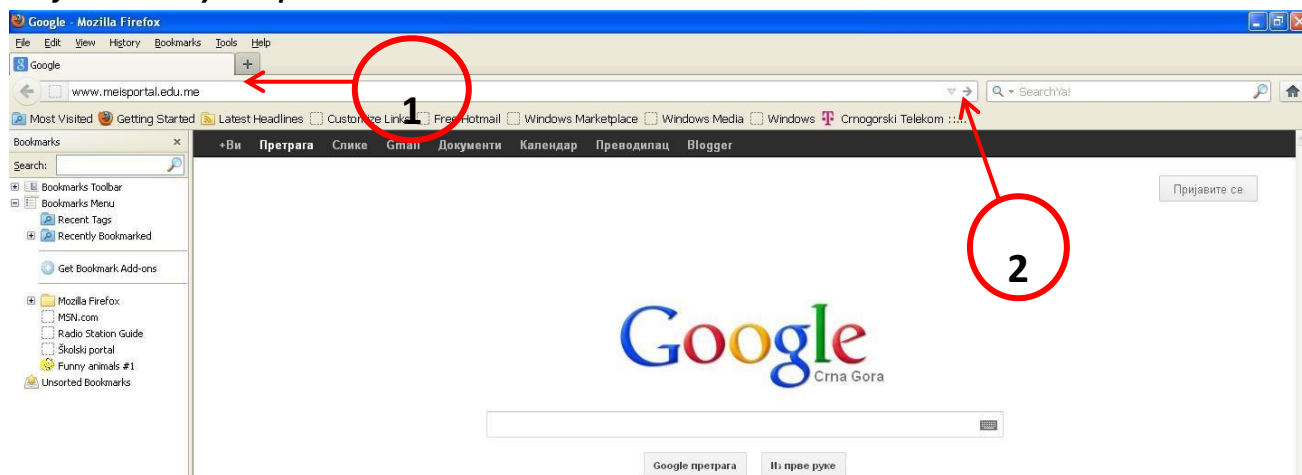 Google - Mozilla Firefox
File Edit View History Bookmarks Tools Help
Google +
www.meisportal.edu.me SearchYa!
1
Most Visited Getting Started Latest Headlines Customize Links Free Hotmail Windows Marketplace Windows Media Windows Crnogorski Telekom ::...
Bookmarks ×
+Ви Претрага Слике Gmail Документи Календар Преводилац Blogger
Search:
Bookmarks Toolbar
Bookmarks Menu
Recent Tags
Recently Bookmarked
Get Bookmark Add-ons
Mozilla Firefox
MSN.com
Radio Station Guide
Školski portal
Funny animals #1
Unsorted Bookmarks
Пријавите се
2
Google
Crna Gora
Google претрага Из прве руке